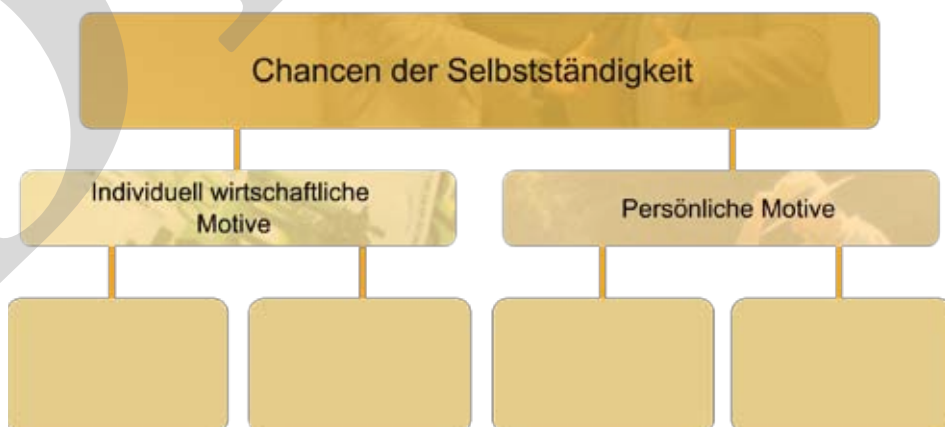 Chancen der Selbstständigkeit
Individuell wirtschaftliche
Motive
Persönliche Motive